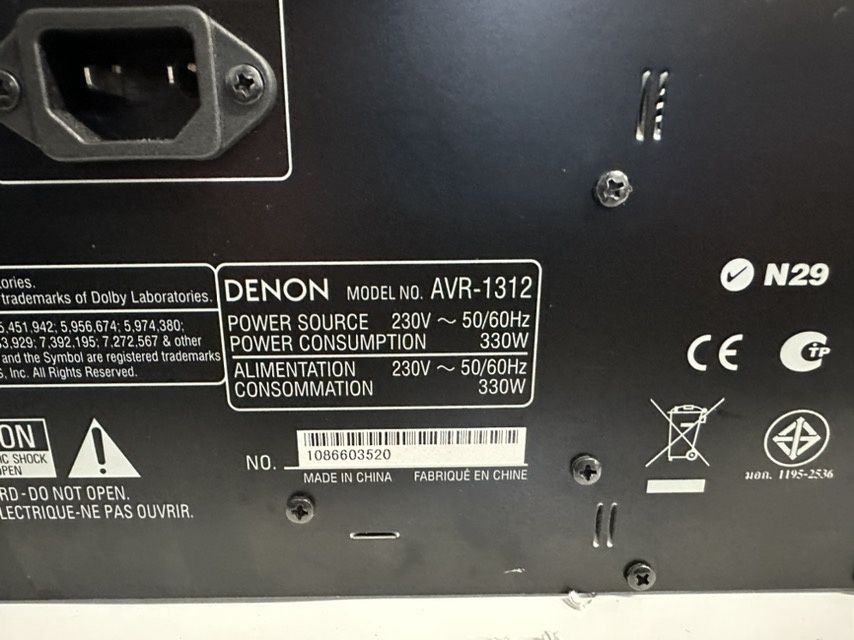 ories.
trademarks of Dolby Laboratories.
5,451,942; 5,956,674; 5,974,380;
3,929; 7,392,195; 7,272,567 & other
and the Symbol are registered trademarks
, Inc. All Rights Reserved.
DENON MODEL NO. AVR-1312
POWER SOURCE 230V ~ 50/60Hz
POWER CONSUMPTION 330W
ALIMENTATION 230V ~ 50/60Hz
CONSOMMATION 330W
N29
CE
TP
ON
IC SHOCK
OPEN
!
RD-DO NOT OPEN.
LECTRIQUE-NE PAS OUVRIR.
NO. 1086603520
MADE IN CHINA FABRIQUÉ EN CHINE
มอก. 1195-2536